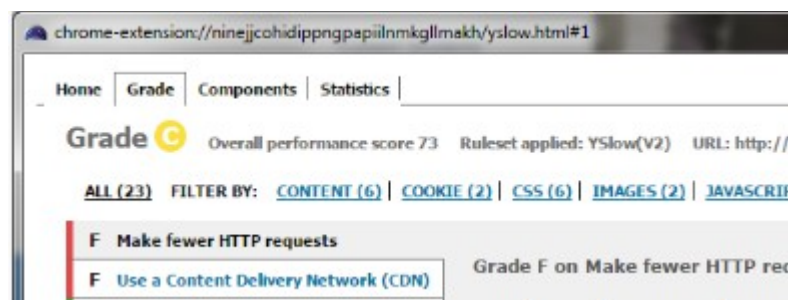 chrome-extension://ninejjcohidippngpapiilnmkgllmakh/yslow.html#1
Home Grade Components Statistics
Grade C Overall performance score 73 Ruleset applied: YSlow(V2) URL: http://
ALL (23) FILTER BY: CONTENT (6) COOKIE (2) CSS (6) IMAGES (2) JAVASCRIP
F Make fewer HTTP requests
F Use a Content Delivery Network (CDN)
Grade F on Make fewer HTTP req